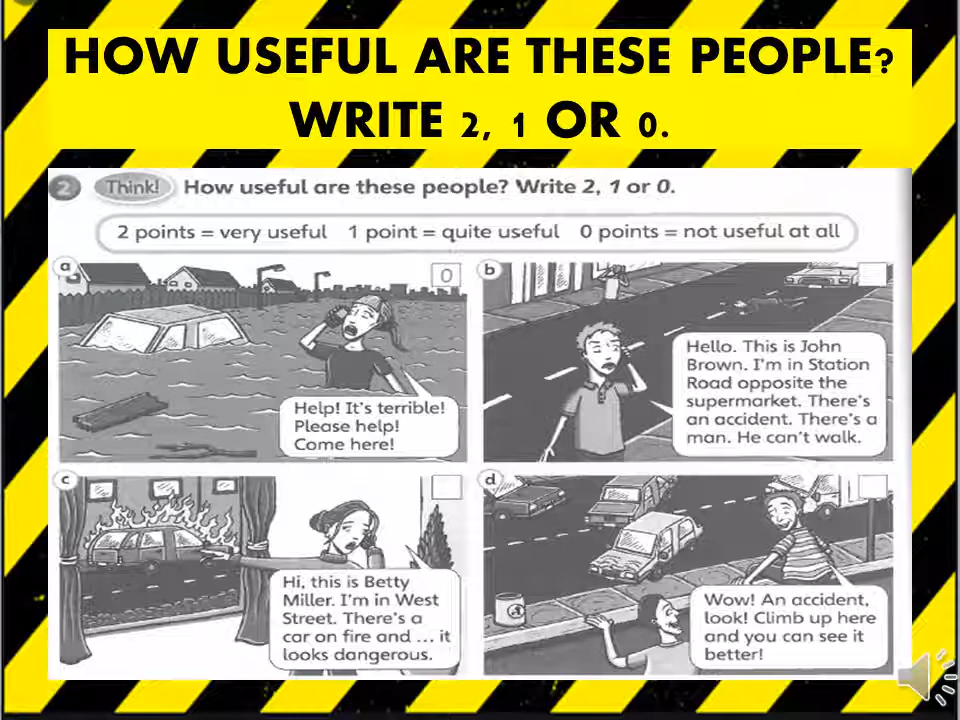 HOW USEFUL ARE THESE PEOPLE?
WRITE 2, 1 OR 0.
2 Think! How useful are these people? Write 2, 1 or 0.
2 points = very useful 1 point = quite useful 0 points = not useful at all
a
0
Help! It's terrible!
Please help!
Come here!
b
Hello. This is John
Brown. I'm in Station
Road opposite the
supermarket. There's
an accident. There's a
man. He can't walk.
c
Hi, this is Betty
Miller. I'm in West
Street. There's a
car on fire and ... it
looks dangerous.
d
Wow! An accident,
look! Climb up here
and you can see it
better!